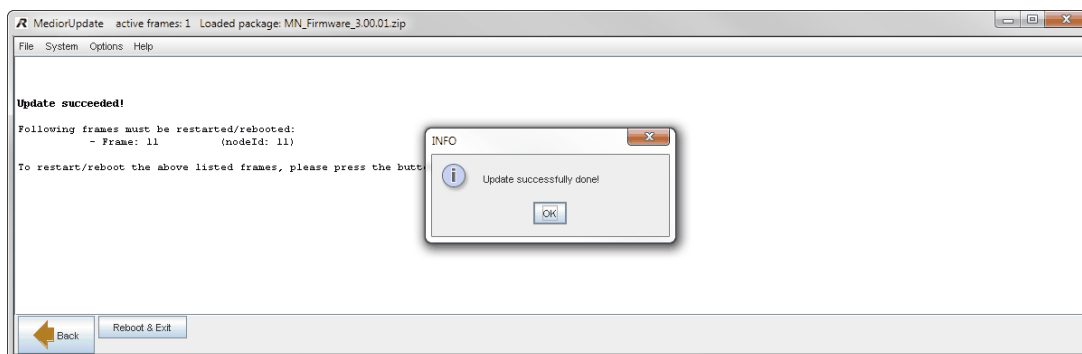 R MediorUpdate active frames: 1 Loaded package: MN_Firmware_3.00.01.zip
File System Options Help
Update succeeded!
Following frames must be restarted/rebooted:
- Frame: 11 (nodeId: 11)
To restart/reboot the above listed frames, please press the butt
INFO
Update successfully done!
OK
Back
Reboot & Exit